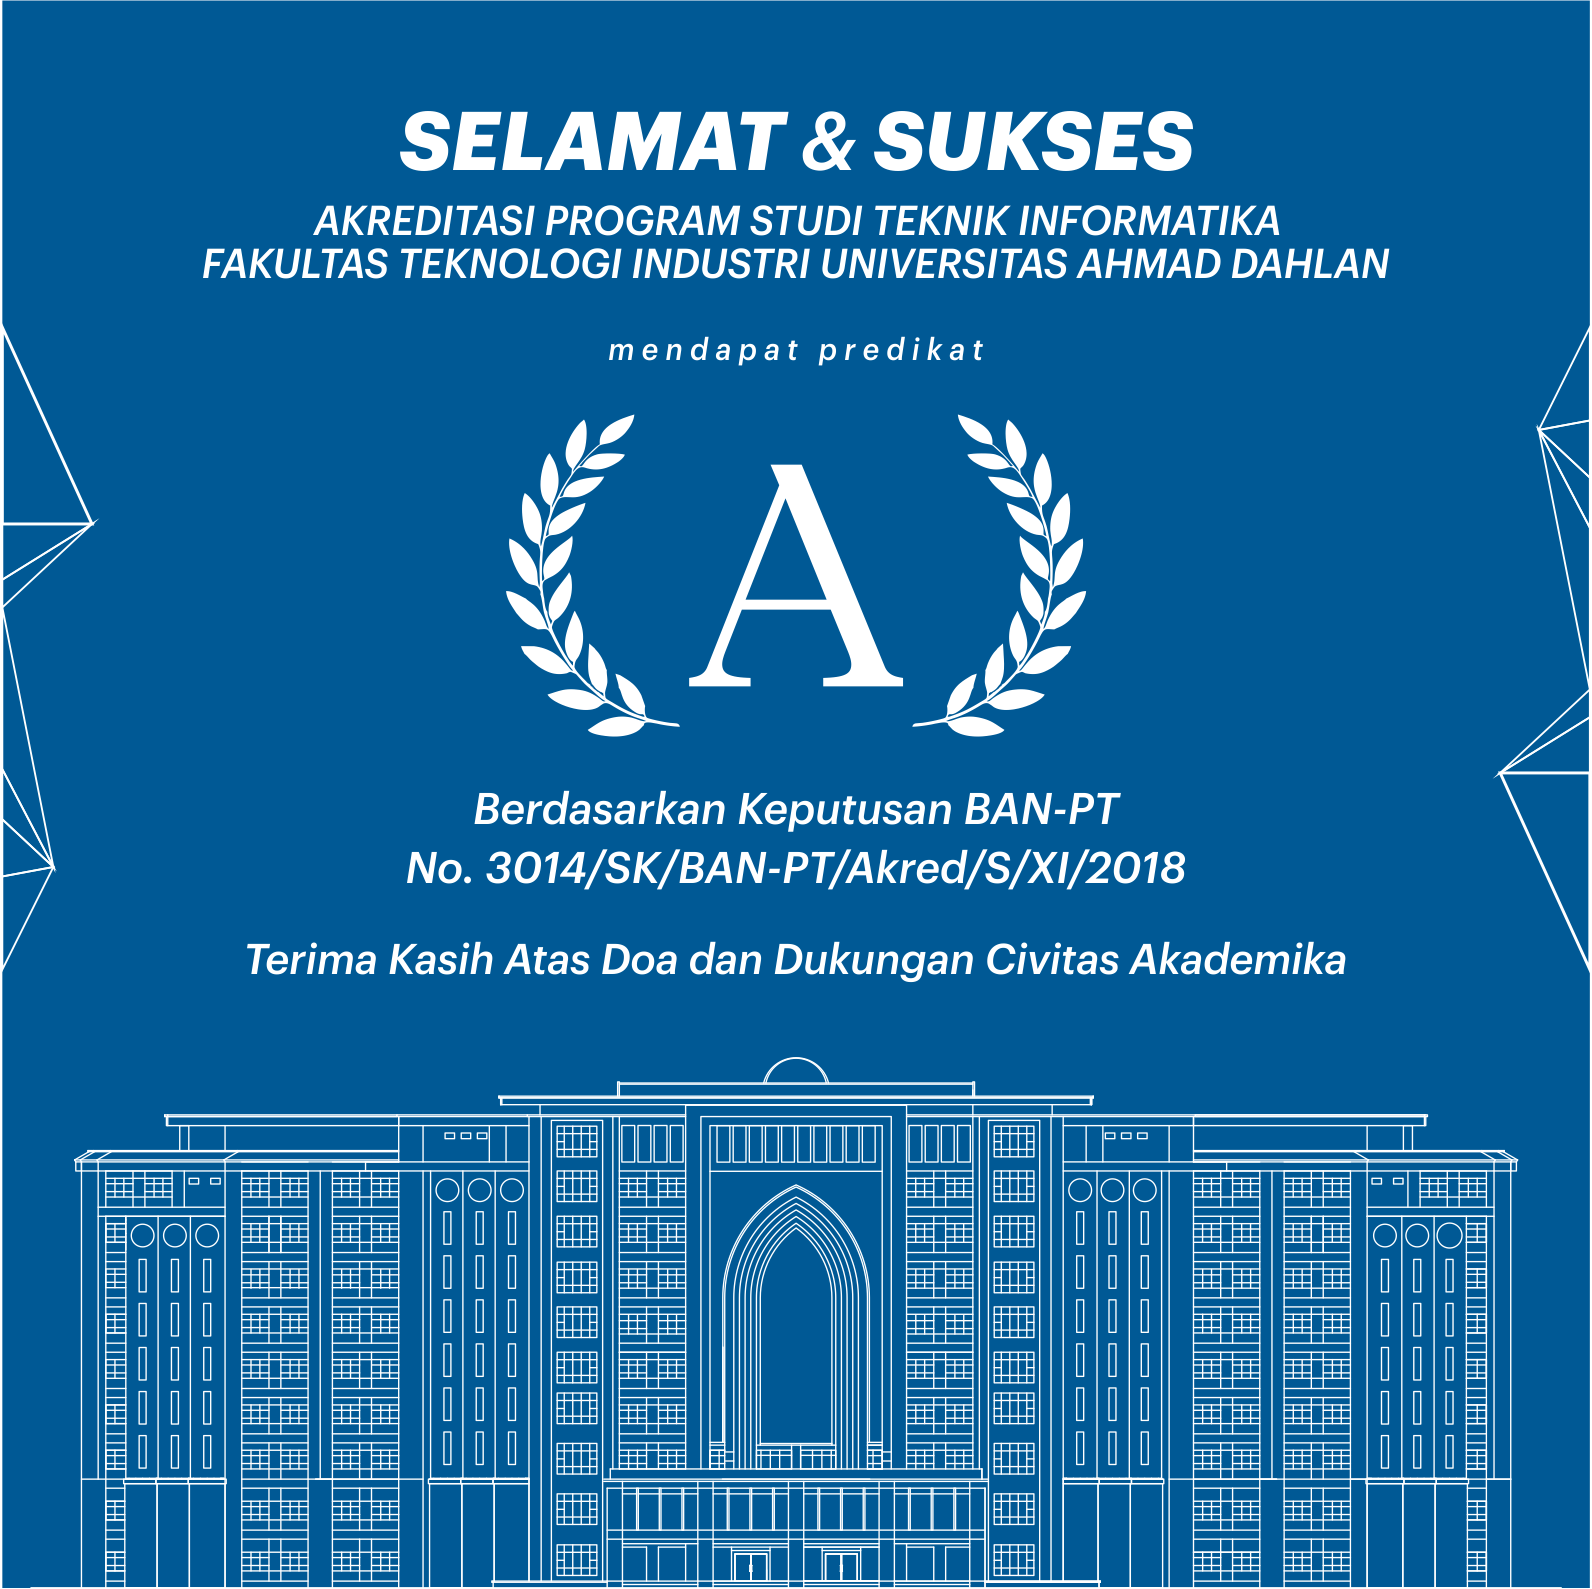 SELAMAT & SUKSES
AKREDITASI PROGRAM STUDI TEKNIK INFORMATIKA
FAKULTAS TEKNOLOGI INDUSTRI UNIVERSITAS AHMAD DAHLAN
mendapat predikat
A
Berdasarkan Keputusan BAN-PT
No. 3014/SK/BAN-PT/Akred/S/XI/2018
Terima Kasih Atas Doa dan Dukungan Civitas Akademika